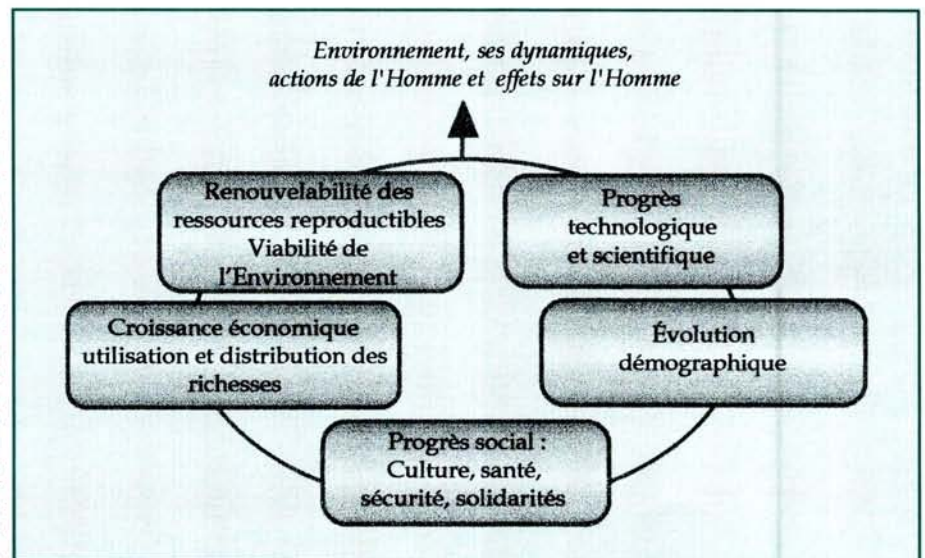 Environnement, ses dynamiques,
actions de l'Homme et effets sur l'Homme
Renouvelabilité des
ressources reproductibles
Viabilité de
l'Environnement
Progrès
technologique
et scientifique
Croissance économique
utilisation et distribution des
richesses
Évolution
démographique
Progrès social :
Culture, santé,
sécurité, solidarités